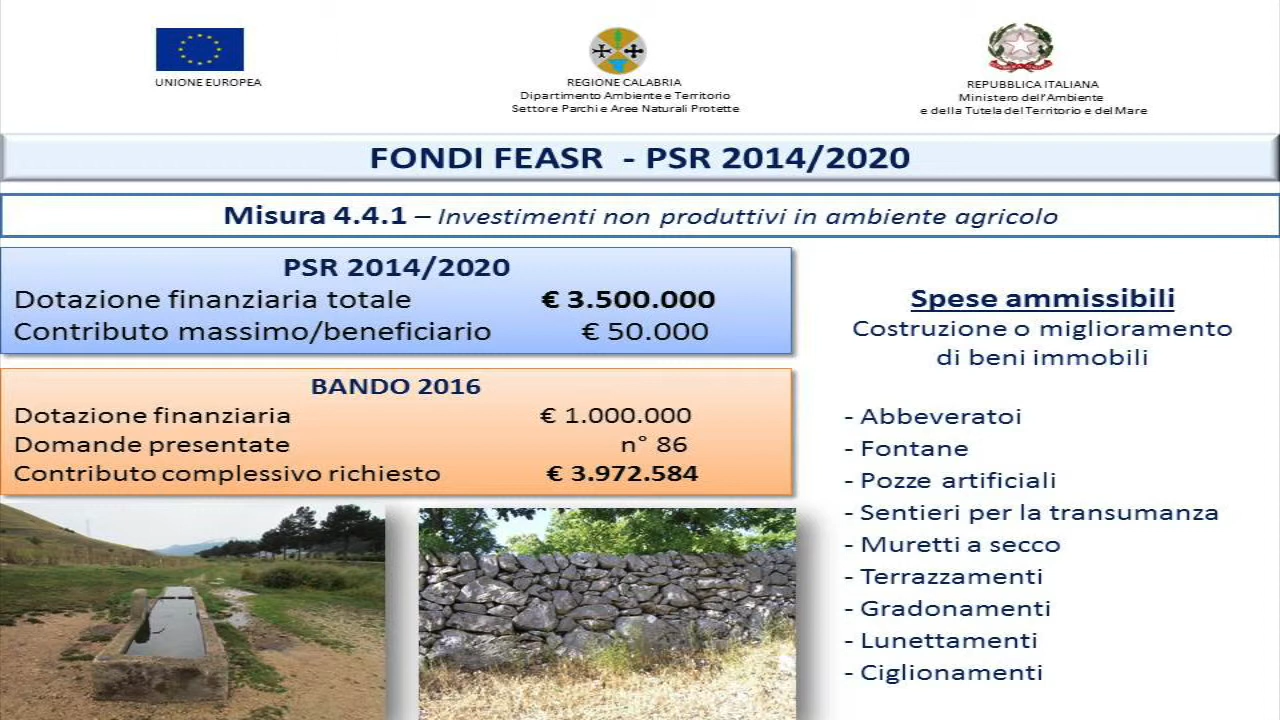 UNIONE EUROPEA
REGIONE CALABRIA
Dipartimento Ambiente e Territorio
Settore Parchi e Aree Naturali Protette
REPUBBLICA ITALIANA
Ministero dell'Ambiente
e della Tutela del Territorio e del Mare
FONDI FEASR - PSR 2014/2020
Misura 4.4.1 – Investimenti non produttivi in ambiente agricolo
PSR 2014/2020
Dotazione finanziaria totale € 3.500.000
Contributo massimo/beneficiario € 50.000
BANDO 2016
Dotazione finanziaria € 1.000.000
Domande presentate n° 86
Contributo complessivo richiesto € 3.972.584
Spese ammissibili
Costruzione o miglioramento
di beni immobili
- Abbeveratoi
- Fontane
- Pozze artificiali
- Sentieri per la transumanza
- Muretti a secco
- Terrazzamenti
- Gradonamenti
- Lunettamenti
- Ciglionamenti